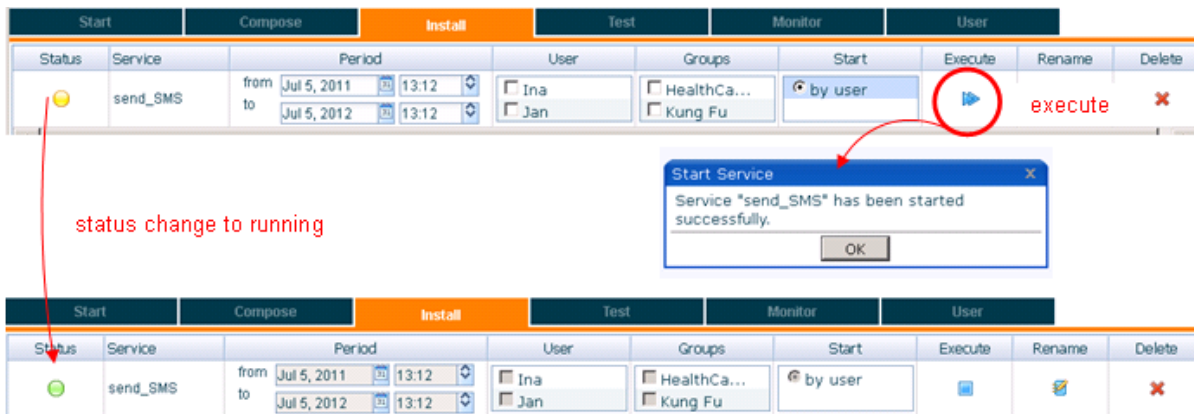 Start Compose Install Test Monitor User
Status Service Period User Groups Start Execute Rename Delete
send_SMS
from Jul 5, 2011 31 13:12
to Jul 5, 2012 31 13:12
Ina
Jan
HealthCa...
Kung Fu
by user
execute
Start Service X
Service "send_SMS" has been started
successfully.
OK
status change to running
Start Compose Install Test Monitor User
Status Service Period User Groups Start Execute Rename Delete
send_SMS
from Jul 5, 2011 31 13:12
to Jul 5, 2012 31 13:12
Ina
Jan
HealthCa...
Kung Fu
by user